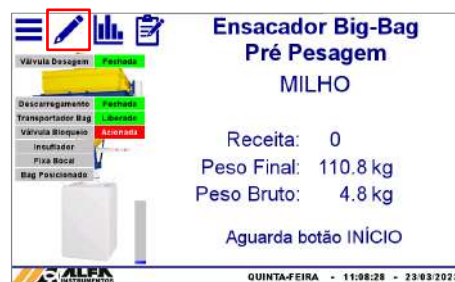 Ensacador Big-Bag
Pré Pesagem
MILHO
Válvula Dosagem Fechada
Descarregamento Fechada
Transportador Bag Liberado
Válvula Bloqueio Acionada
Insuflador
Fixa Bocal
Bag Posicionado
Receita: 0
Peso Final: 110.8 kg
Peso Bruto: 4.8 kg
Aguarda botão INÍCIO
ALFA
INSTRUMENTOS
QUINTA-FEIRA - 11:08:28 - 23/03/2023